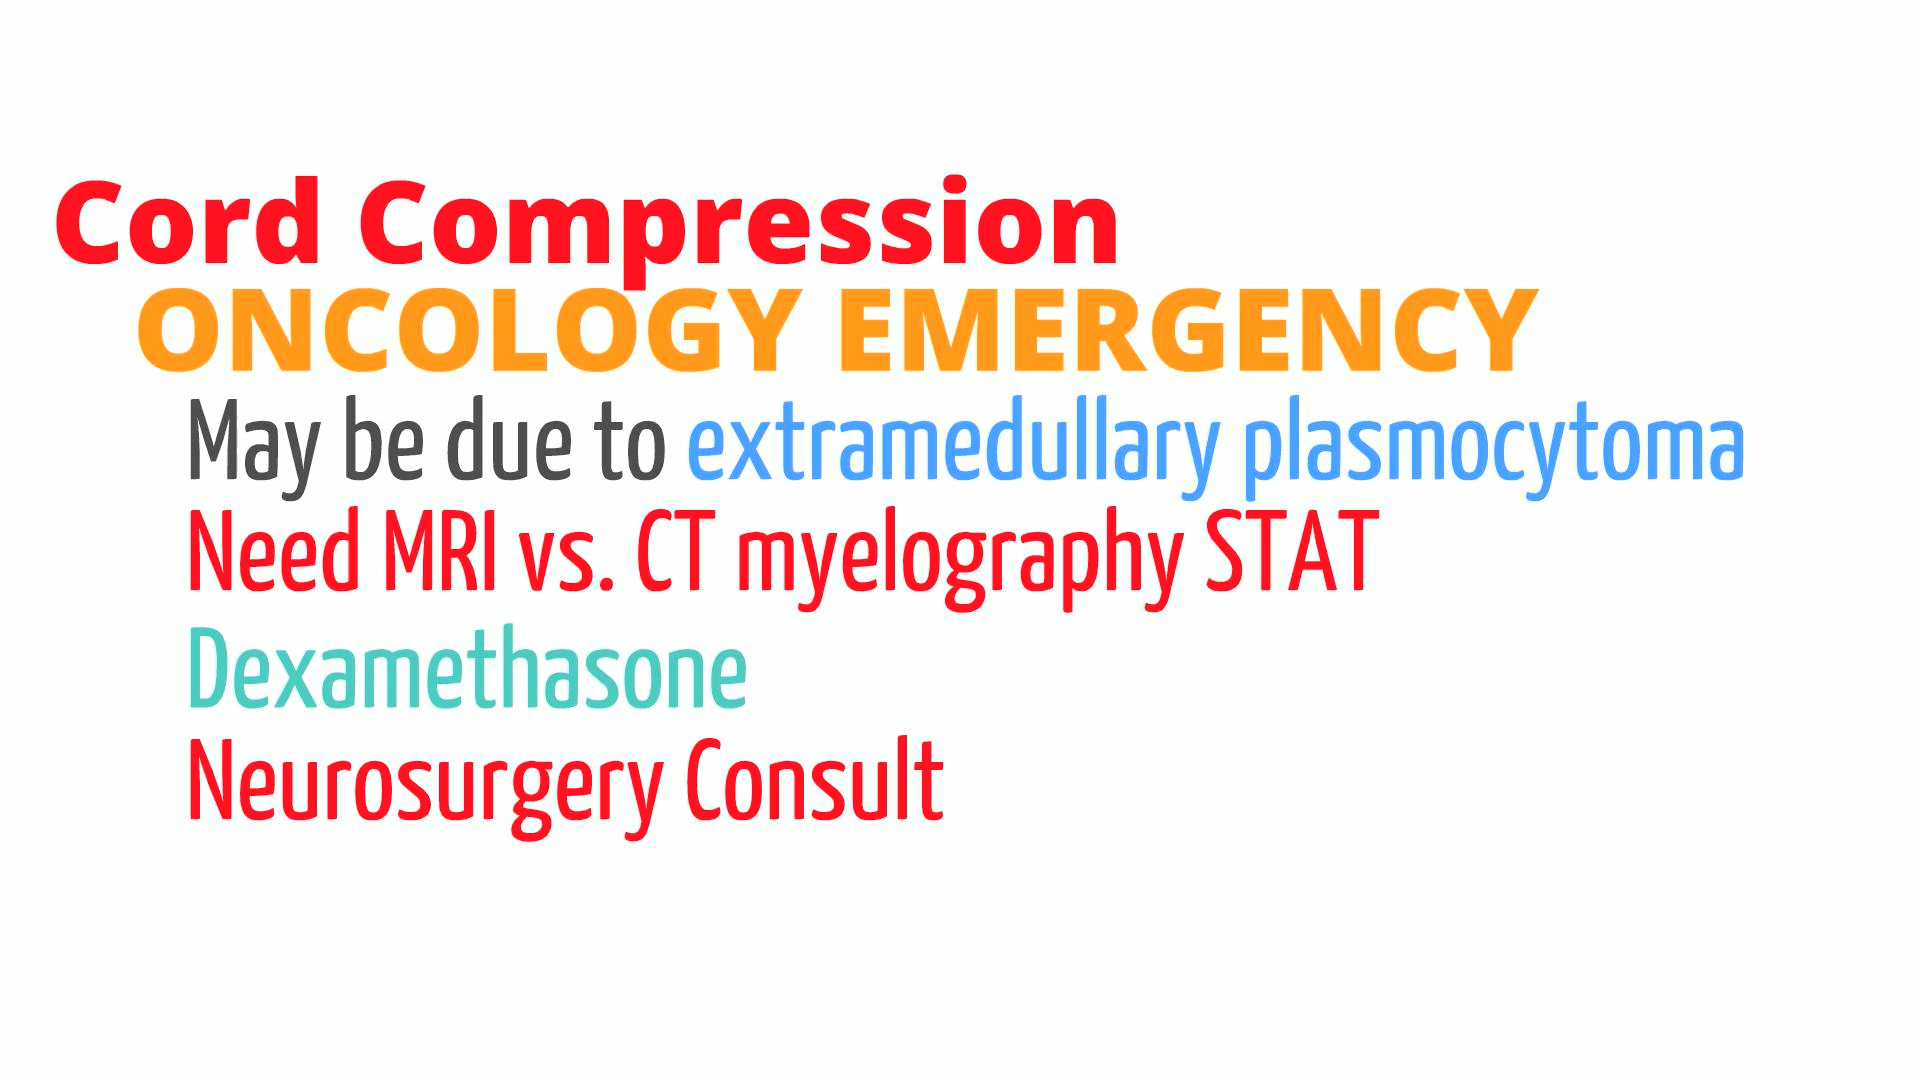 Cord Compression
ONCOLOGY EMERGENCY
May be due to extramedullary plasmocytoma
Need MRI vs. CT myelography STAT
Dexamethasone
Neurosurgery Consult